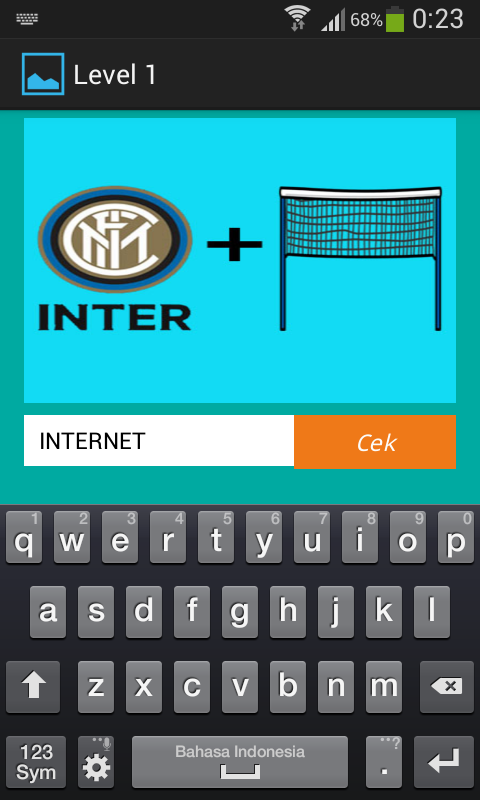 68% 0:23
Level 1
INTER
+
INTERNET
Cek
1 2 3 4 5 6 7 8 9 0
q w e r t y u i o p
a s d f g h j k l
z x c v b n m
123 Sym
Bahasa Indonesia
. ?